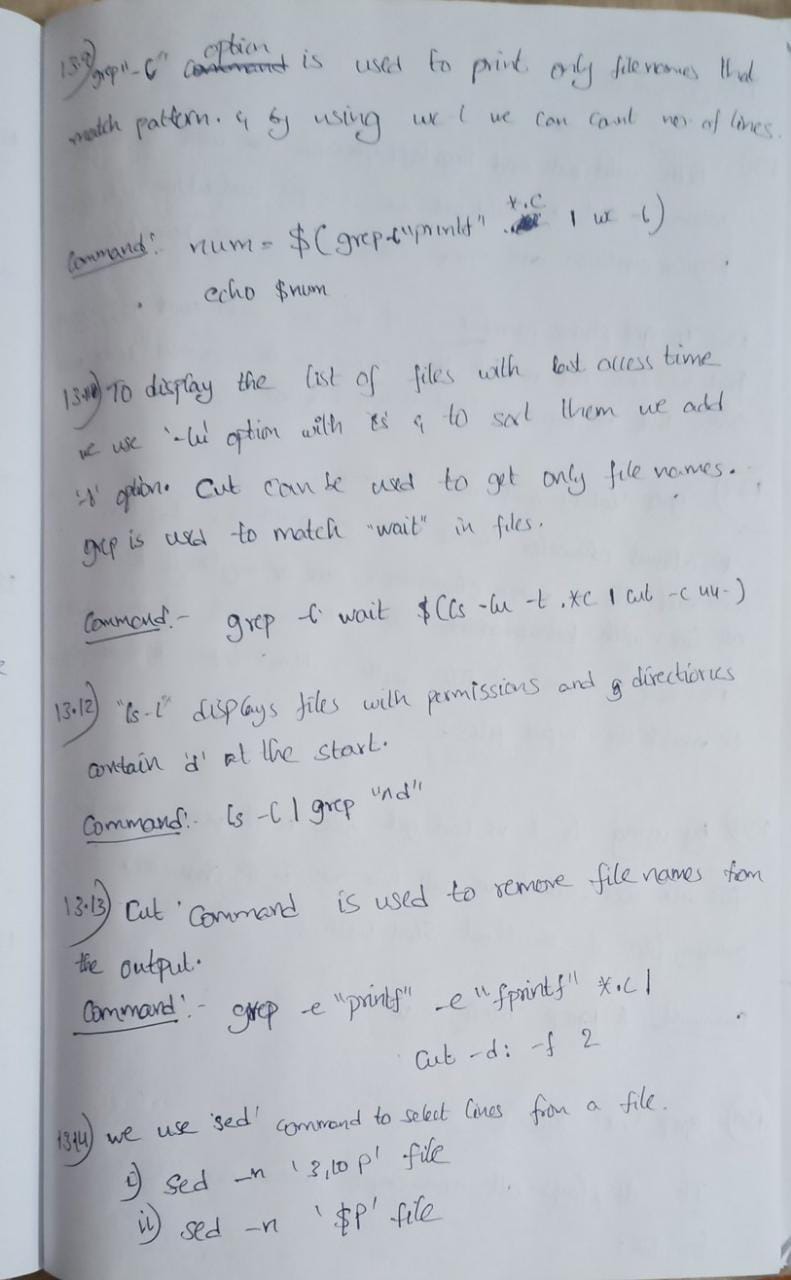 13.9) grep "-l" command option is used to print only filenames that
match pattern. & by using wc l we can count no. of lines.
Command:- num = $(grep -l "printf" *.c | wc -l)
echo $num
To display the list of files with last access time
we use '-lu' option with 'ls' & to sort them we add
option. Cut can be used to get only file names.
grep is used to match "wait" in files.
Command:- grep -l wait $(ls -lu -t .*c | cut -c 44-)
13.12) "ls-l" displays files with permissions and directiories
contain 'd' at the start.
Command:- ls -l | grep "^d"
13.13) Cut Command is used to remove file names from
the output.
Command:- grep -e "printf" -e "fprintf" *.c |
Cut -d: -f 2
13.14) we use 'sed' command to select lines from a file.
i) sed -n '3,10 p' file
ii) sed -n '$p' file